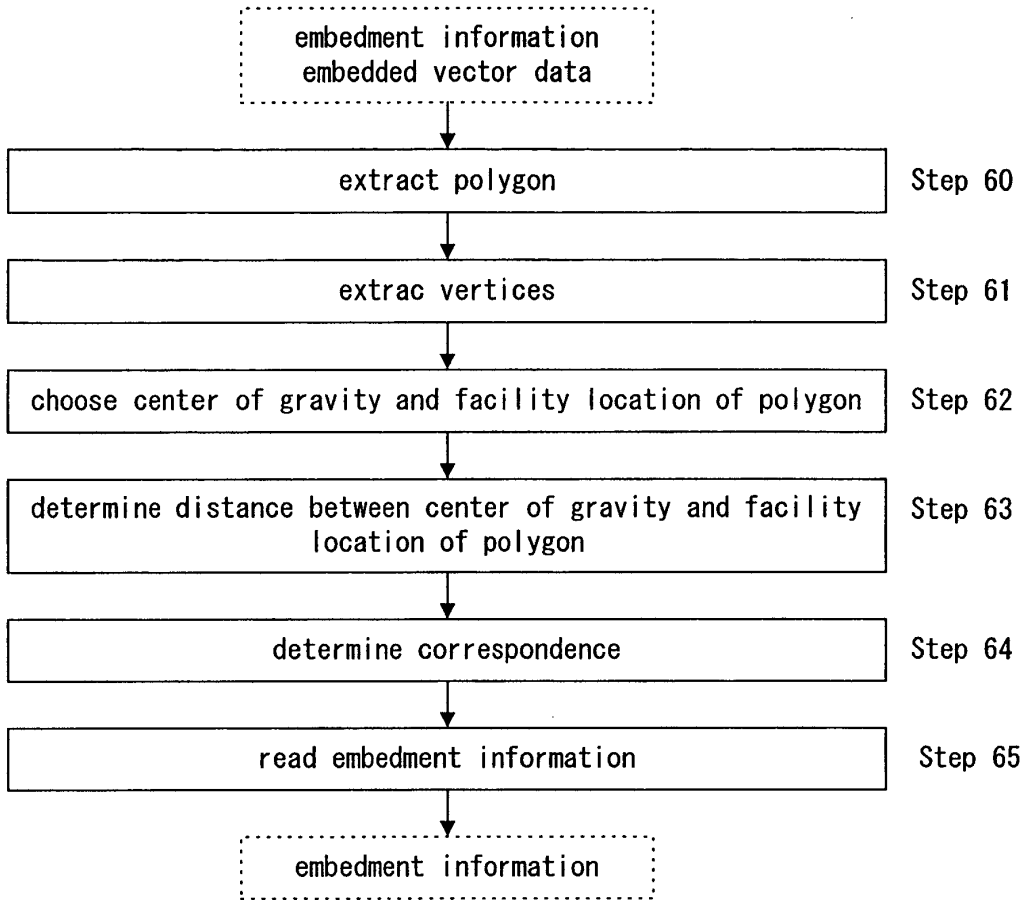 embedment information
embedded vector data
extract polygon
Step 60
extrac vertices
Step 61
choose center of gravity and facility location of polygon
Step 62
determine distance between center of gravity and facility
location of polygon
Step 63
determine correspondence
Step 64
read embedment information
Step 65
embedment information